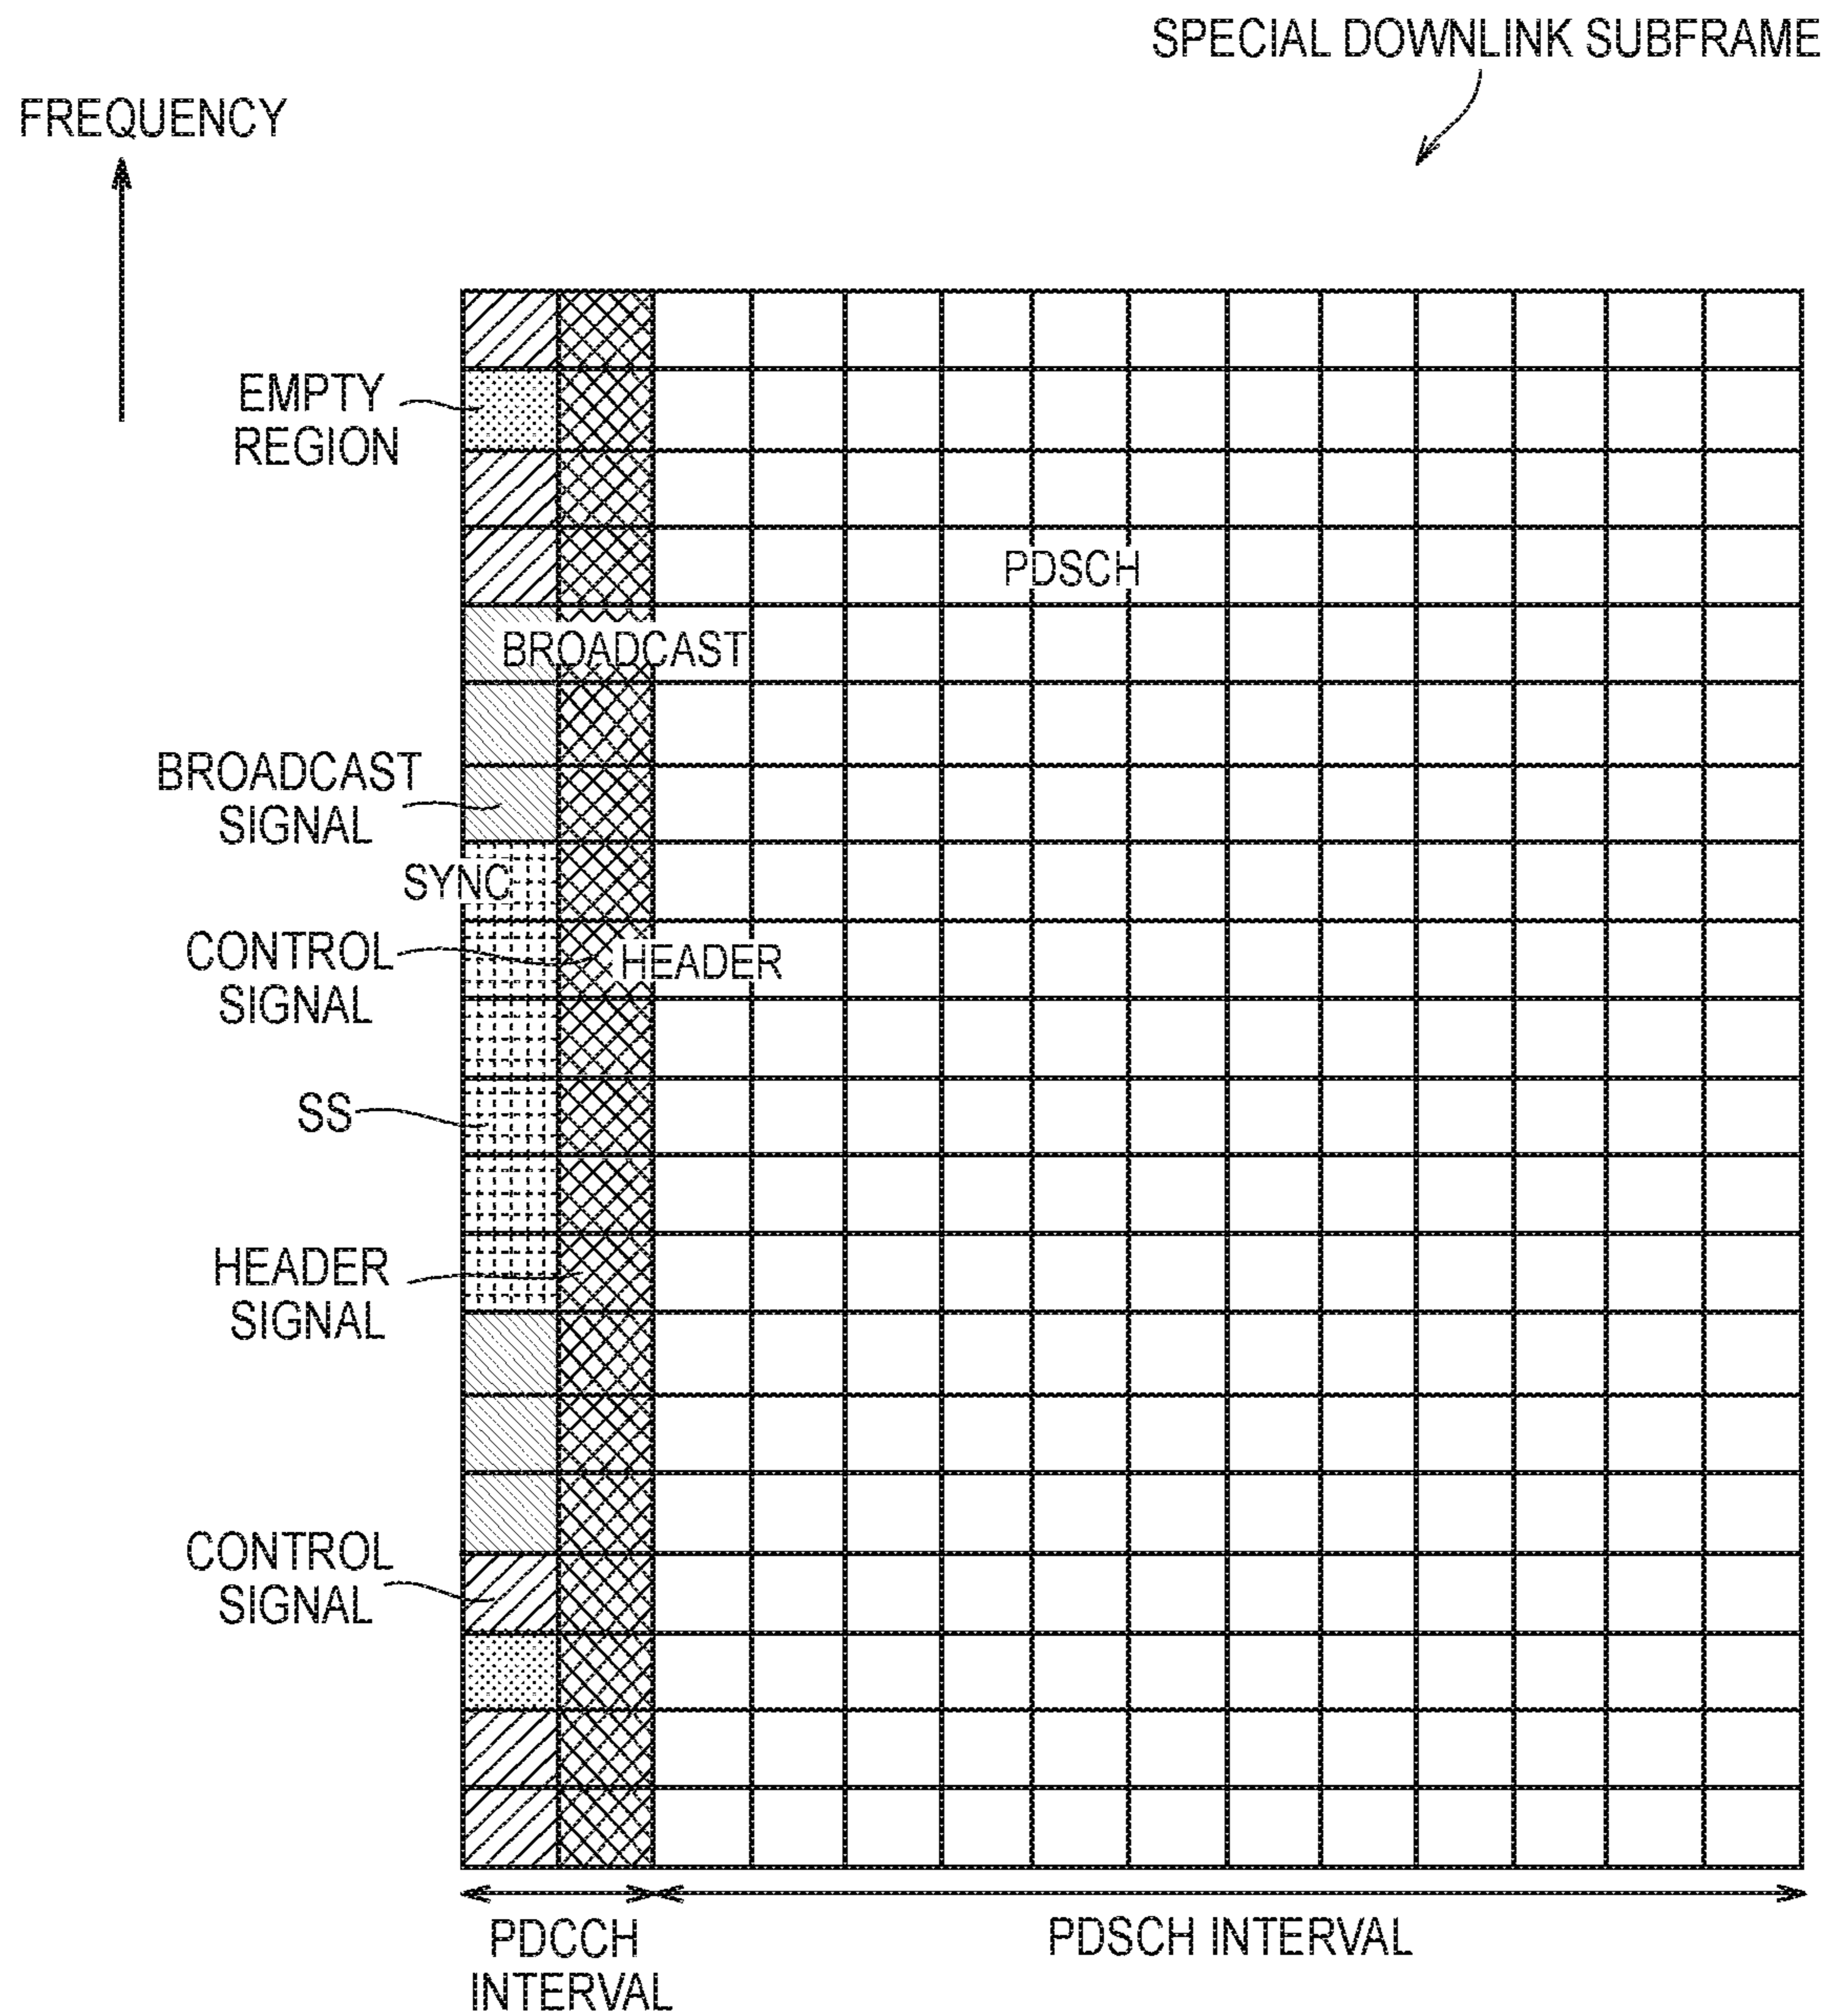 SPECIAL DOWNLINK SUBFRAME
FREQUENCY
EMPTY
REGION
PDSCH
BROADCAST
BROADCAST
SIGNAL
SYNC
CONTROL
SIGNAL
HEADER
SS
HEADER
SIGNAL
CONTROL
SIGNAL
PDCCH
INTERVAL
PDSCH INTERVAL